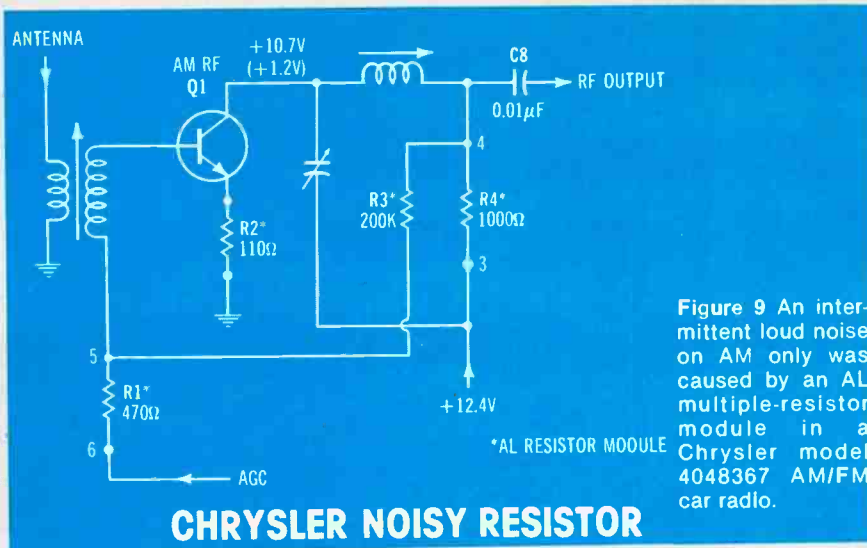 ANTENNA
AM RF
Q1
+10.7V
(+1.2V)
C8
0.01µF
RF OUTPUT
4
R3*
200K
R4*
1000Ω
R2*
110Ω
3
5
R1*
470Ω
+12.4V
6
AGC
*AL RESISTOR MODULE
CHRYSLER NOISY RESISTOR
Figure 9 An inter-
mittent loud noise
on AM only was
caused by an AL
multiple-resistor
module in a
Chrysler model
4048367 AM/FM
car radio.